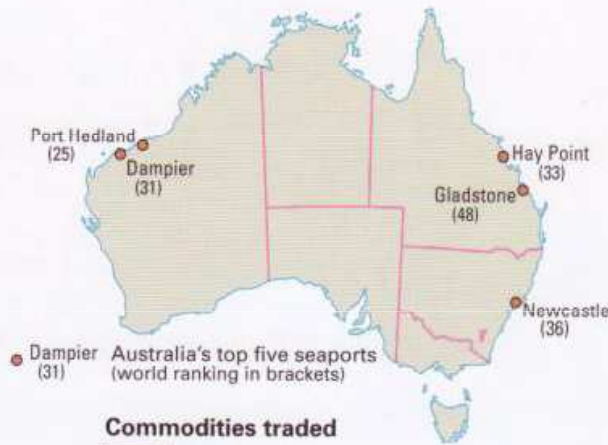 Port Hedland
(25)
Dampier
(31)
Hay Point
(33)
Gladstone
(48)
Newcastle
(36)
Dampier
(31)
Australia's top five seaports
(world ranking in brackets)
Commodities traded